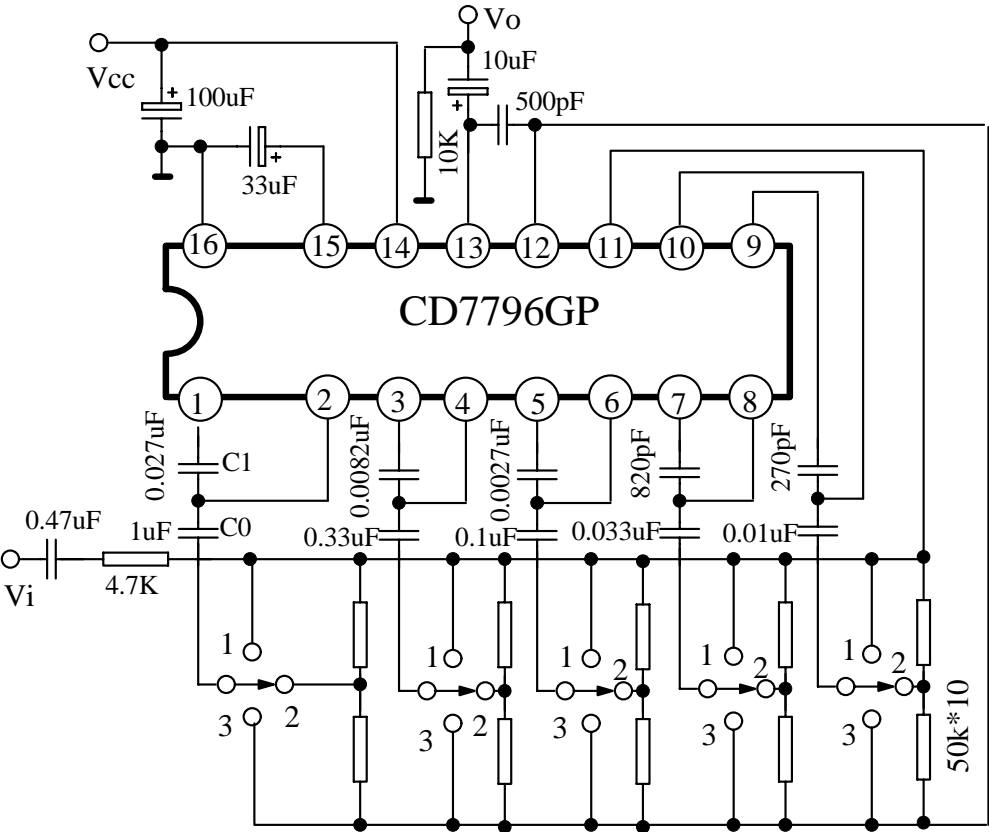 Vo
Vcc
10uF
100uF
500pF
10K
33uF
16 15 14 13 12 11 10 9
CD7796GP
1 2 3 4 5 6 7 8
0.027uF
C1
0.0082uF
0.0027uF
820pF
270pF
0.47uF
1uF
C0
0.33uF
0.1uF
0.033uF
0.01uF
Vi
4.7K
1
1
1
1
1
2
2
2
2
2
3
3
3
3
3
50k*10